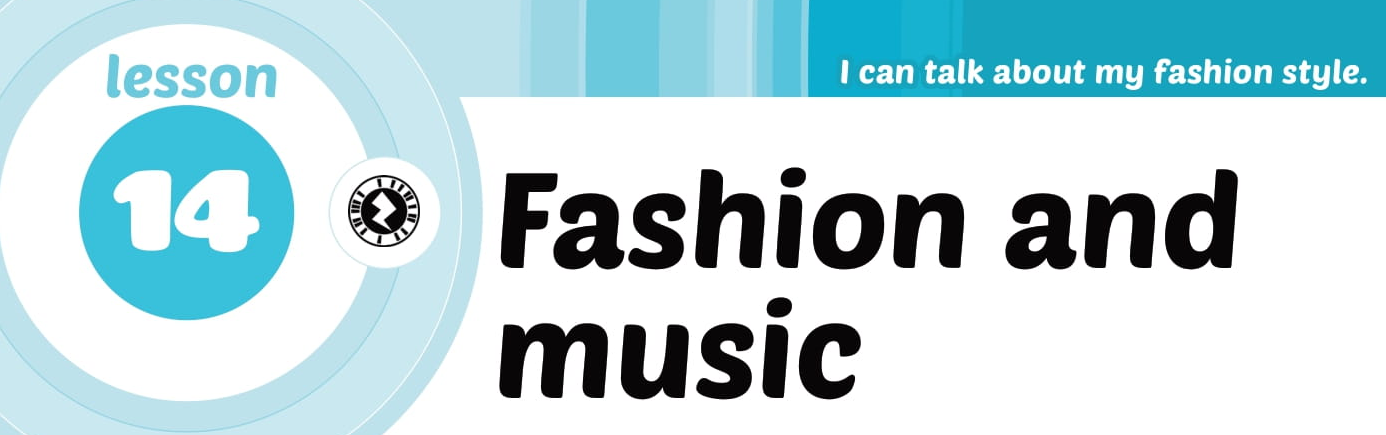 lesson
14
I can talk about my fashion style.
Fashion and
music